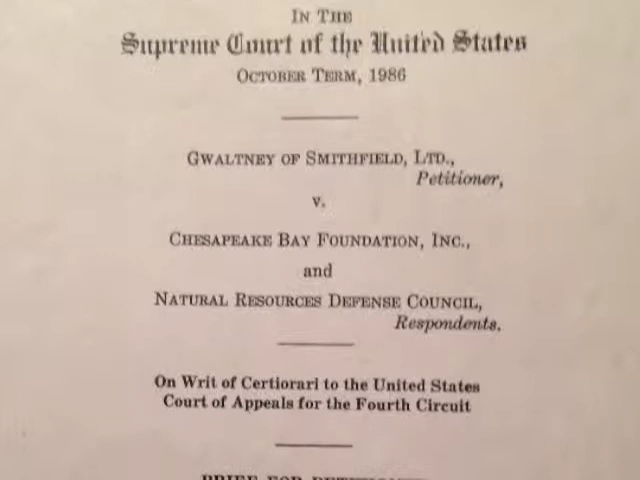 IN THE
Supreme Court of the United States
OCTOBER TERM, 1986
GWALTNEY OF SMITHFIELD, LTD.,
Petitioner,
v.
CHESAPEAKE BAY FOUNDATION, INC.,
and
NATURAL RESOURCES DEFENSE COUNCIL,
Respondents.
On Writ of Certiorari to the United States
Court of Appeals for the Fourth Circuit
BRIEF FOR